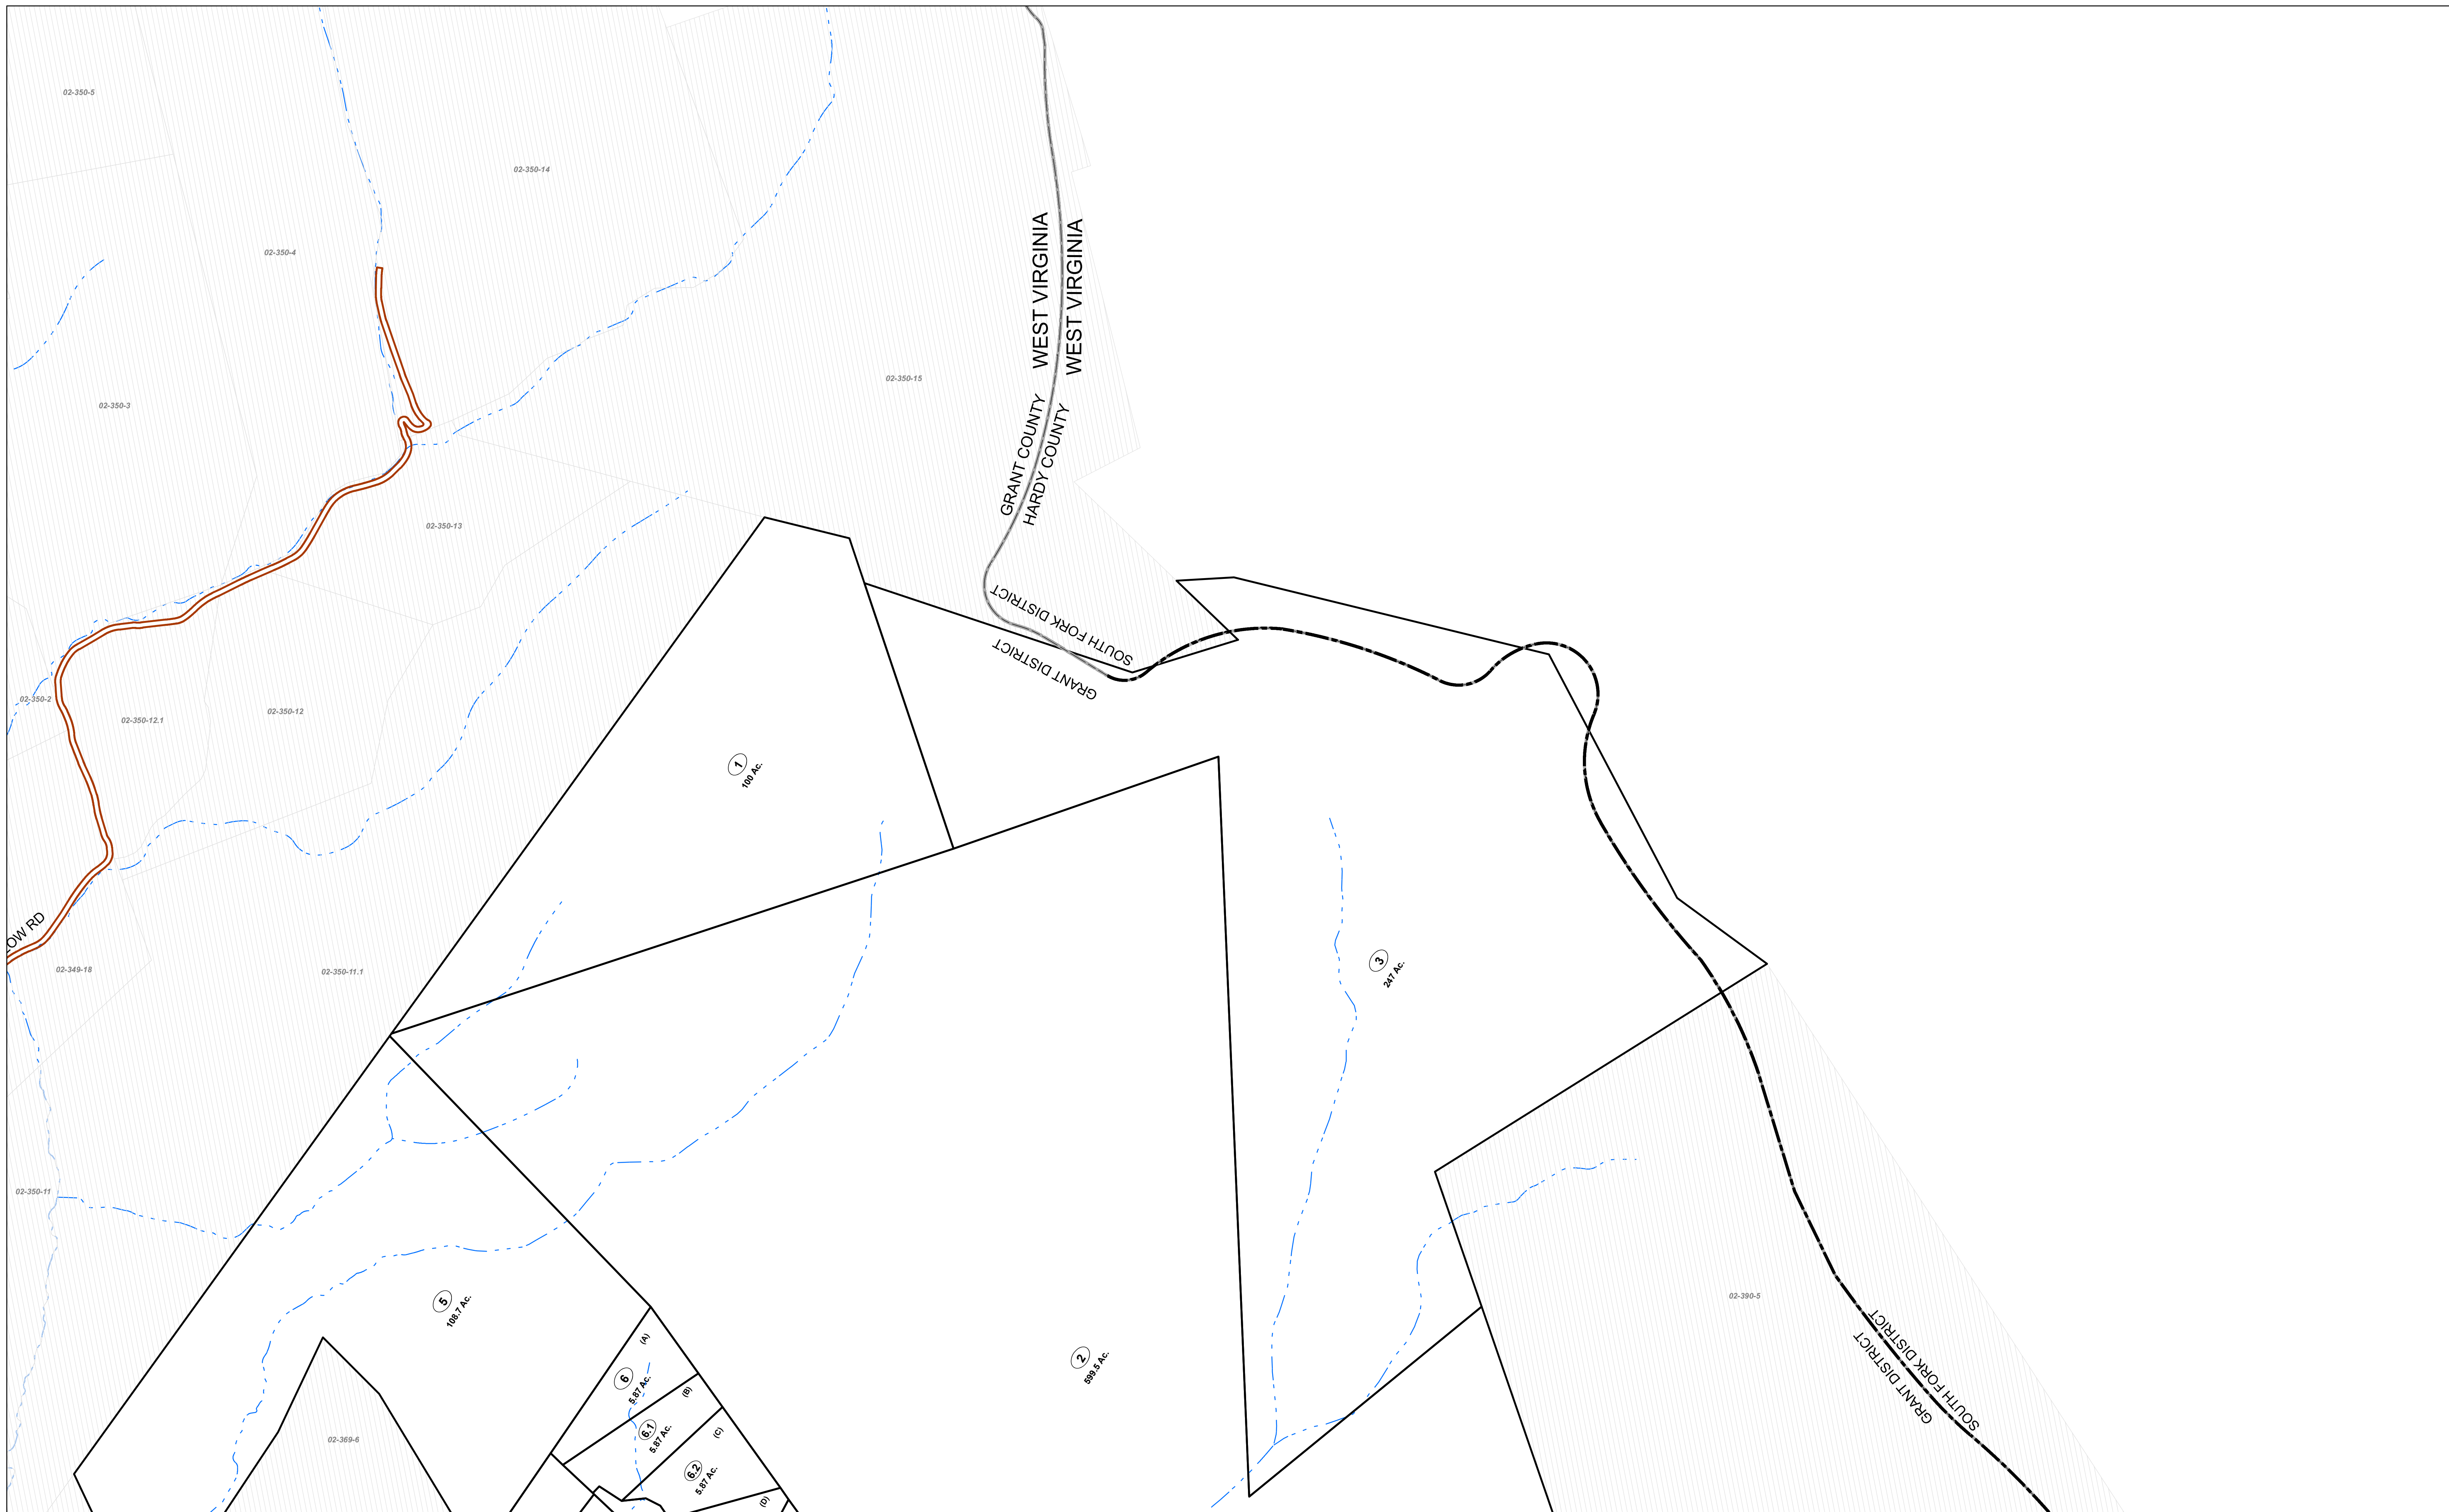 02-350-5
02-350-14
02-350-4
WEST VIRGINIA
WEST VIRGINIA
02-350-15
02-350-3
GRANT COUNTY
HARDY COUNTY
02-350-13
SOUTH FORK DISTRICT
GRANT DISTRICT
02-350-2
02-350-12.1
02-350-12
1
100 Ac.
LOW RD
02-349-18
02-350-11.1
3
247 Ac.
02-350-11
5
108.7 Ac.
02-390-5
SOUTH FORK DISTRICT
GRANT DISTRICT
(A)
6
5.87 Ac.
2
599.5 Ac.
(B)
6.1
5.87 Ac.
(C)
02-369-6
6.2
5.87 Ac.
(D)